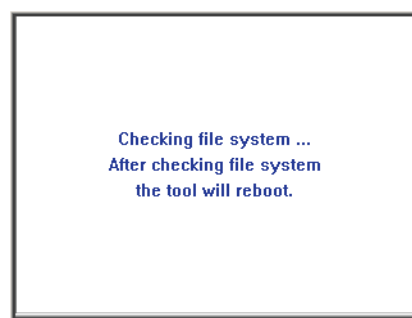 Checking file system ...
After checking file system
the tool will reboot.